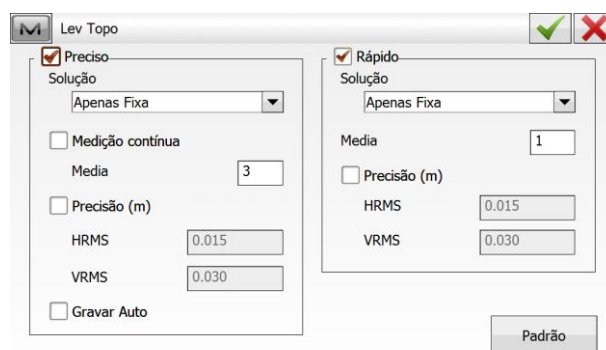 Lev Topo
Preciso
Solução
Apenas Fixa
Medição contínua
Media 3
Precisão (m)
HRMS 0.015
VRMS 0.030
Gravar Auto
Rápido
Solução
Apenas Fixa
Media 1
Precisão (m)
HRMS 0.015
VRMS 0.030
Padrão